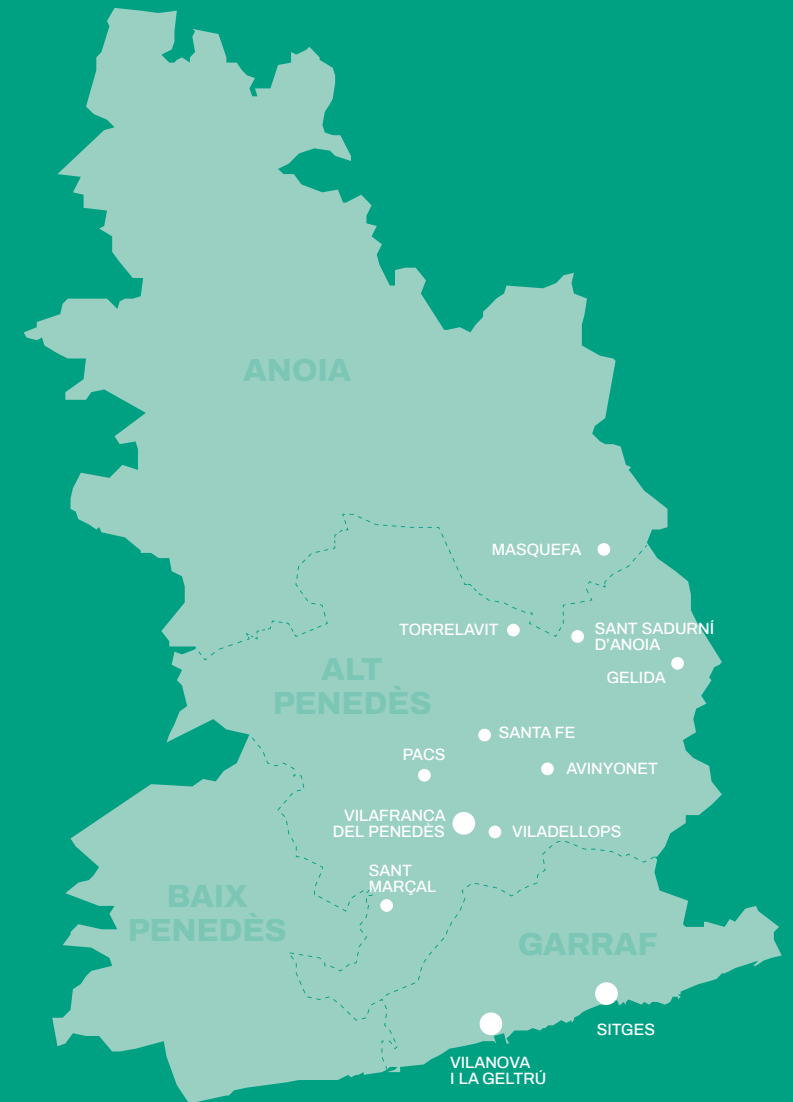 ANOIA
MASQUEFA
TORRELAVIT
SANT SADURNÍ
D'ANOIA
GELIDA
ALT
PENEDÈS
SANTA FE
PACS
AVINYONET
VILAFRANCA
DEL PENEDÈS
VILADELLOPS
SANT
MARÇAL
BAIX
PENEDÈS
GARRAF
SITGES
VILANOVA
I LA GELTRÚ